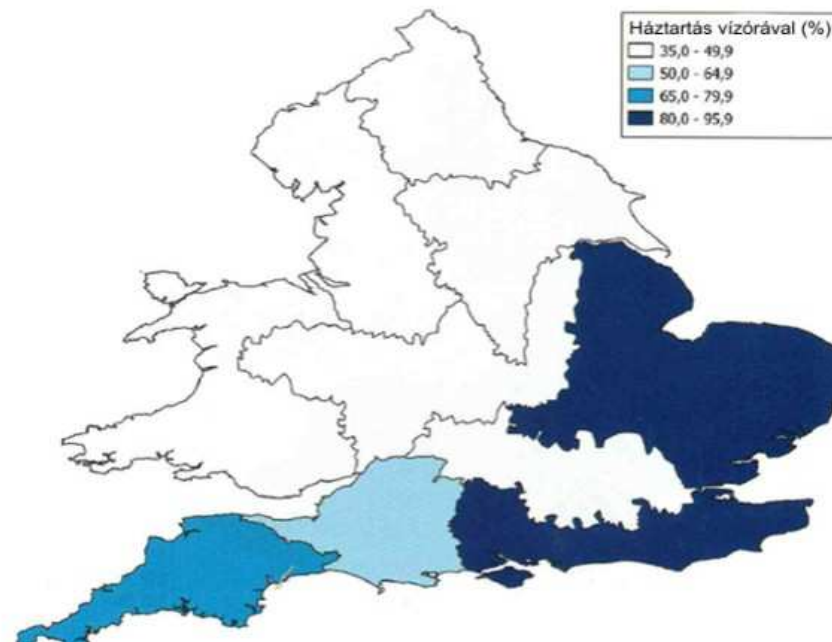 Háztartás vízórával (%)
35,0 - 49,9
50,0 - 64,9
65,0 - 79,9
80,0 - 95,9